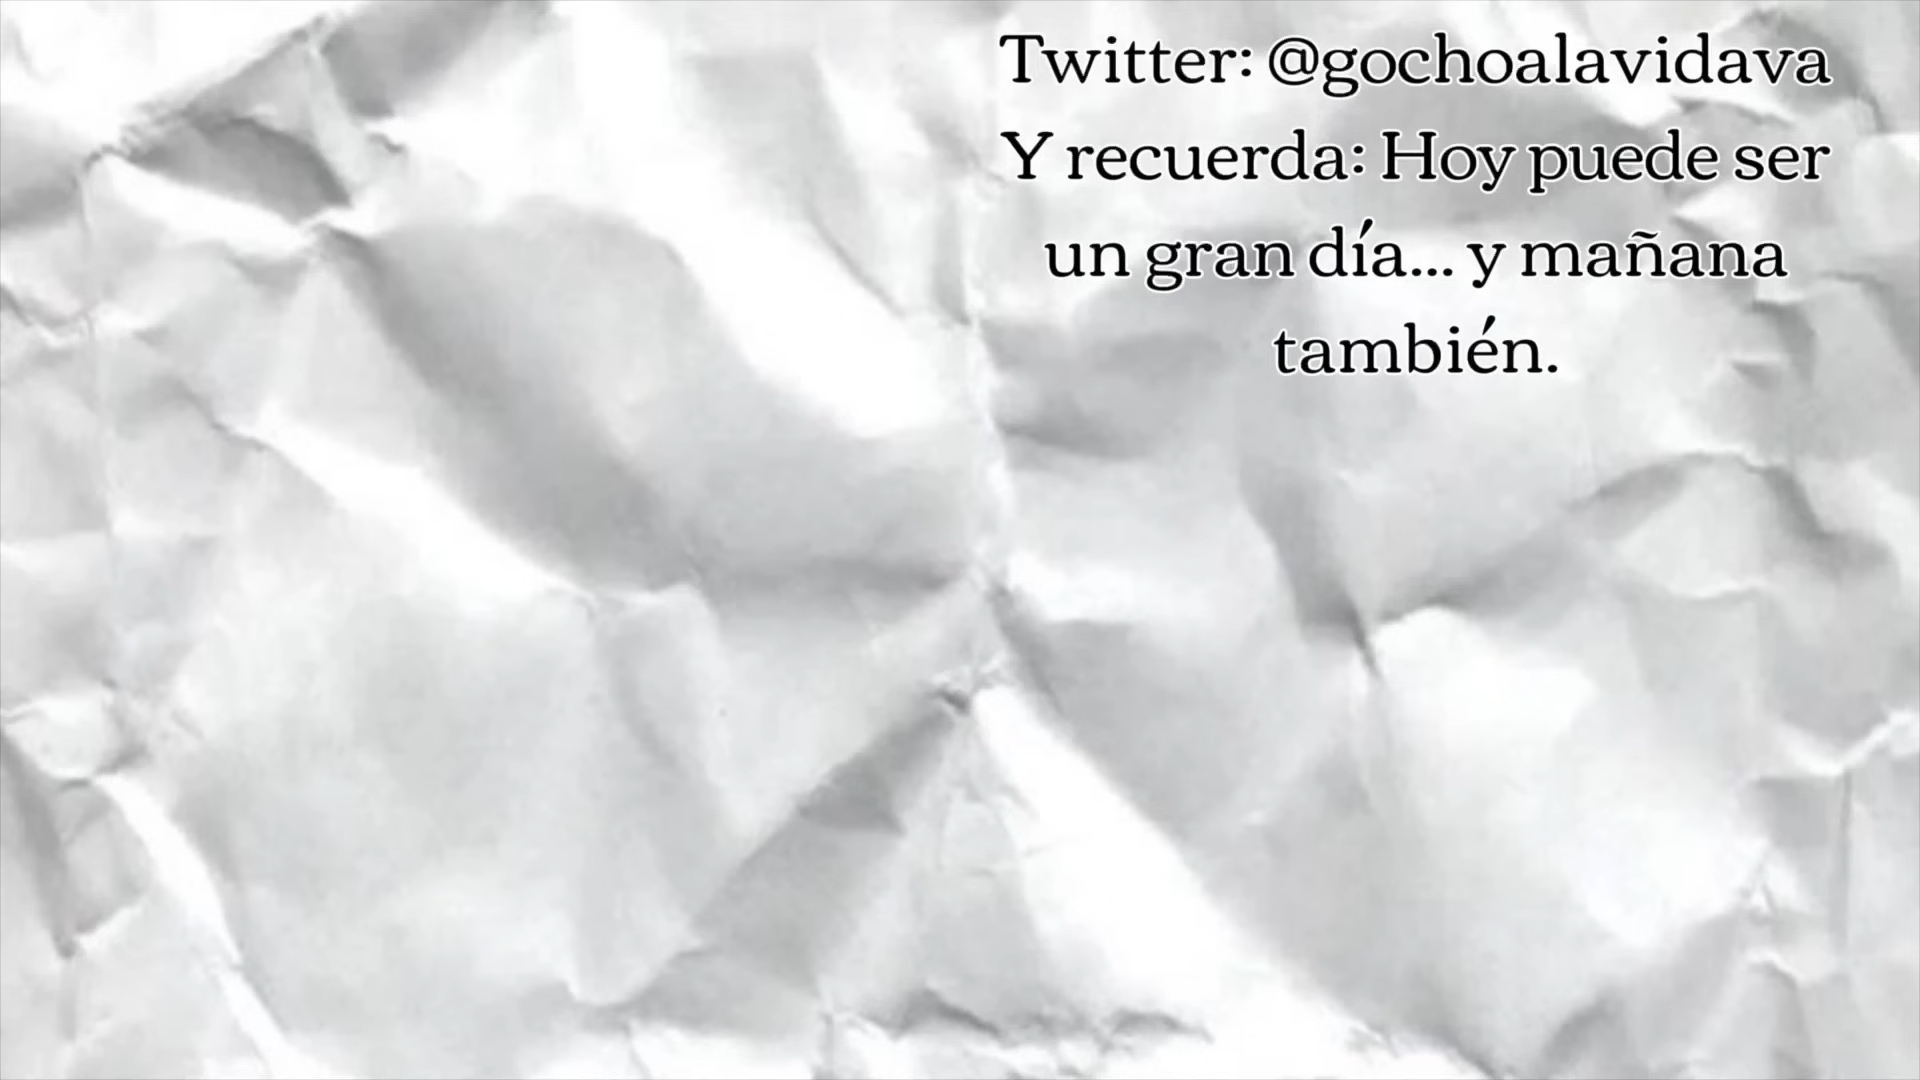 Twitter: @gochoalavidava
Y recuerda: Hoy puede ser
un gran día... y mañana
también.